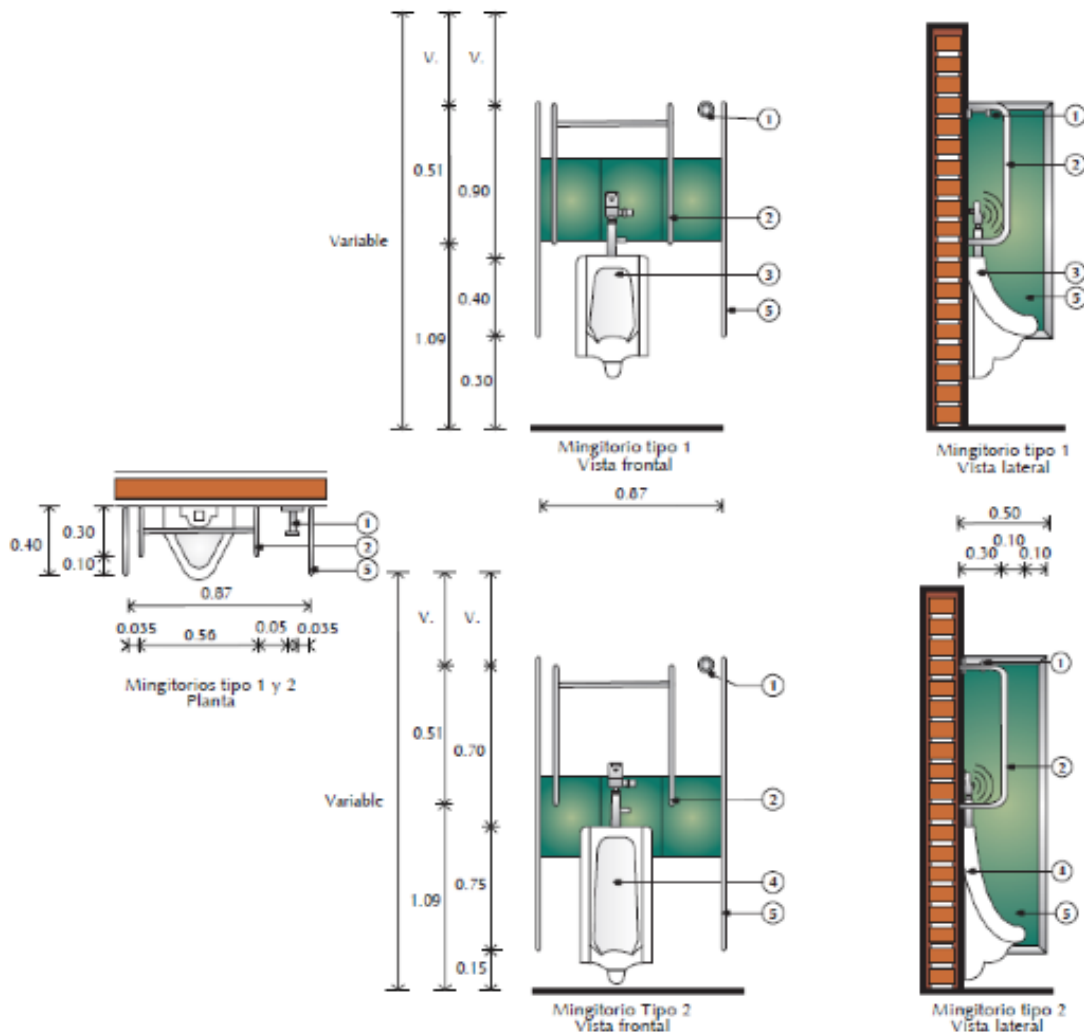 V.
V.
0.51
0.90
Variable
0.40
1.09
0.30
1
2
3
5
Mingitorio tipo 1
Vista frontal
0.87
1
2
3
5
Mingitorio tipo 1
Vista lateral
0.50
0.10
0.30
0.10
0.40
0.30
0.10
1
2
5
0.87
0.035
0.56
0.05
0.035
Mingitorios tipo 1 y 2
Planta
V.
V.
0.51
0.70
Variable
0.75
1.09
0.15
1
2
4
5
Mingitorio Tipo 2
Vista frontal
1
2
4
5
Mingitorio tipo 2
Vista lateral